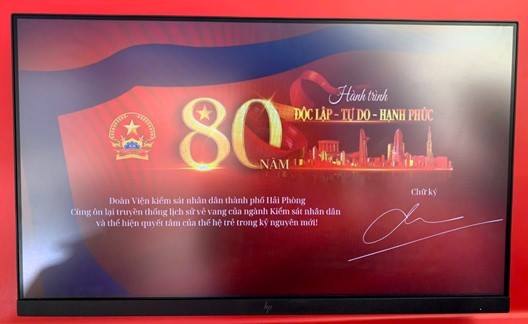 Hành trình
ĐỘC LẬP - TỰ DO - HẠNH PHÚC
80 NĂM
Đoàn Viện kiểm sát nhân dân thành phố Hải Phòng
Cùng ôn lại truyền thống lịch sử vẻ vang của ngành Kiểm sát nhân dân
và thể hiện quyết tâm của thế hệ trẻ trong kỷ nguyên mới!
Chữ ký
hp